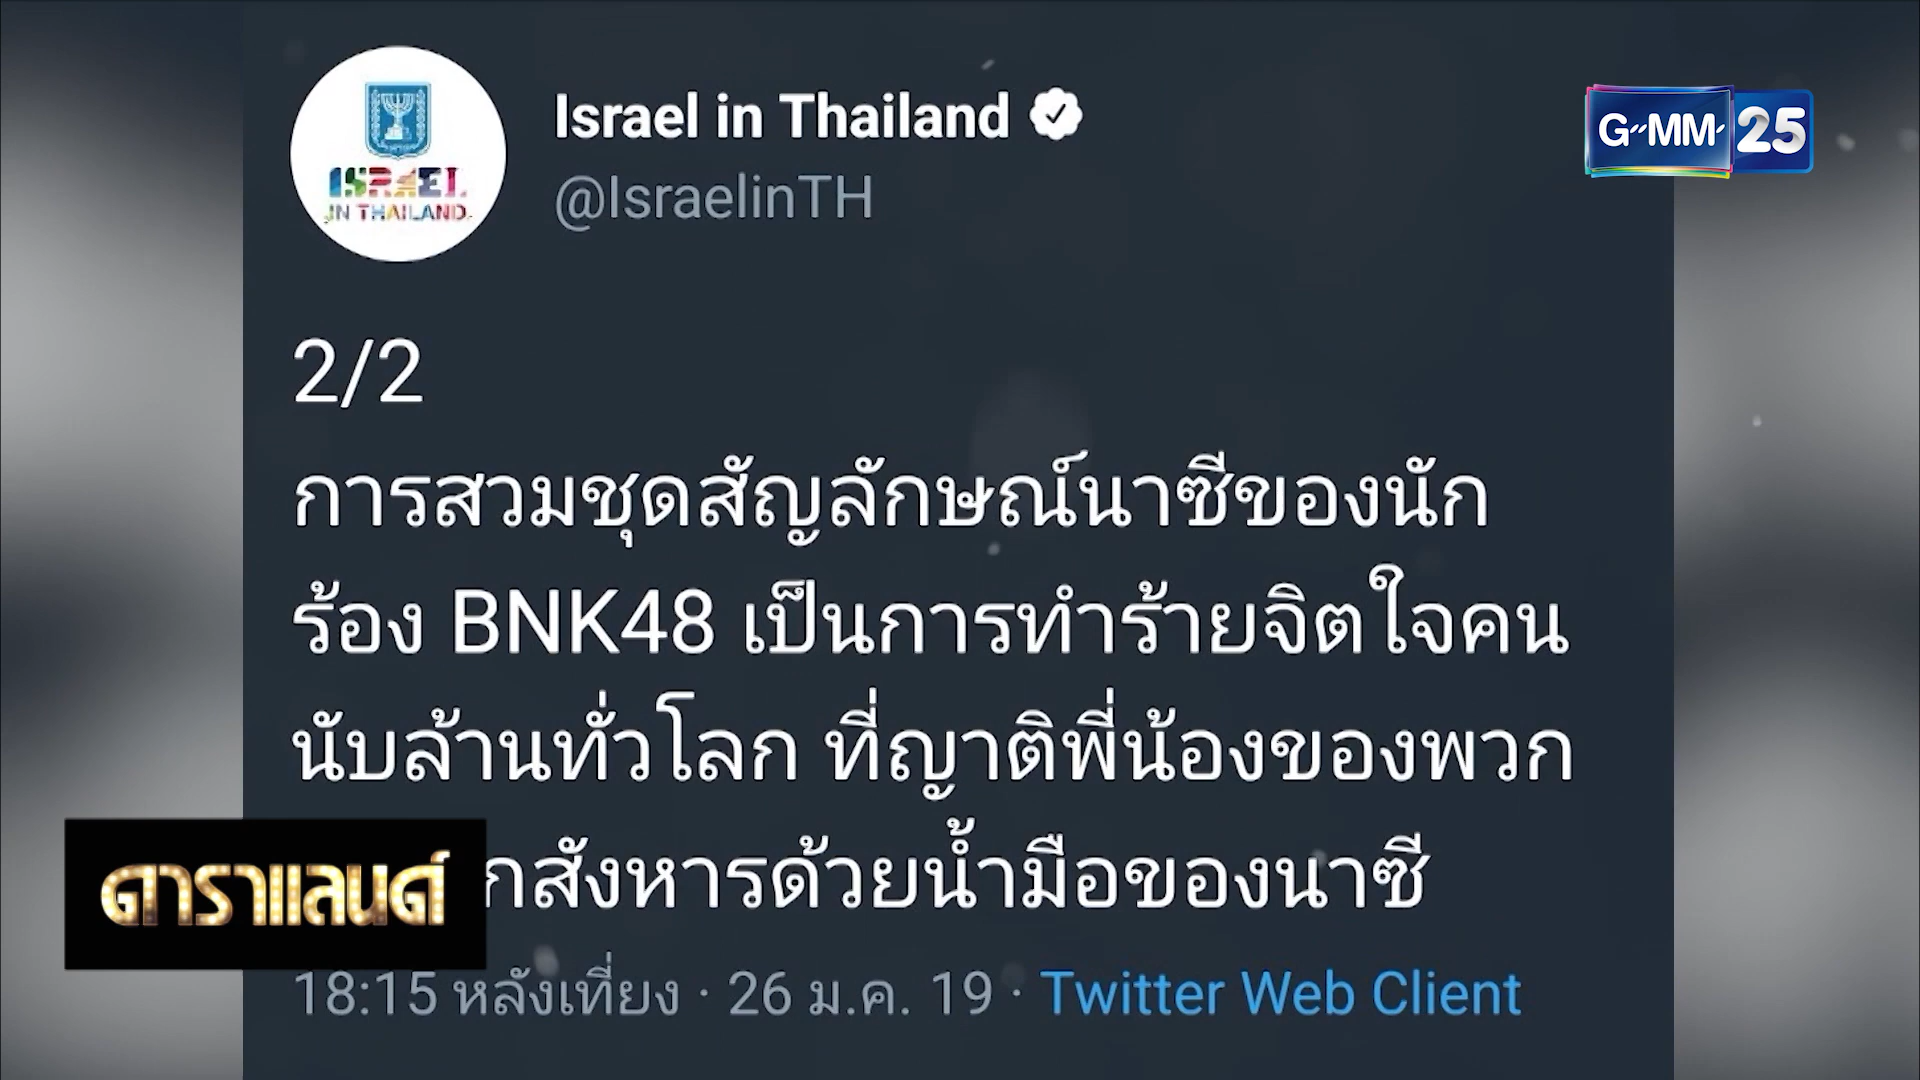 ISRAEL
IN THAILAND
Israel in Thailand
@IsraelinTH
GMM 25
2/2
การสวมชุดสัญลักษณ์นาซีของนัก
ร้อง BNK48 เป็นการทำร้ายจิตใจคน
นับล้านทั่วโลก ที่ญาติพี่น้องของพวก
กสังหารด้วยน้ำมือของนาซี
ดาราแลนด์
18:15 หลังเที่ยง · 26 ม.ค. 19 · Twitter Web Client